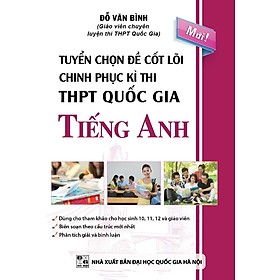 ĐỖ VĂN BÌNH
(Giáo viên chuyên
luyện thi THPT Quốc Gia)
Mới!
TUYỂN CHỌN ĐỀ CỐT LÕI
CHINH PHỤC KÌ THI
THPT QUỐC GIA
TIẾNG ANH
Dùng cho tham khảo cho học sinh 10, 11, 12 và giáo viên
Biên soạn theo cấu trúc mới nhất
Phân tích giải và bình luận
NHÀ XUẤT BẢN ĐẠI HỌC QUỐC GIA HÀ NỘI